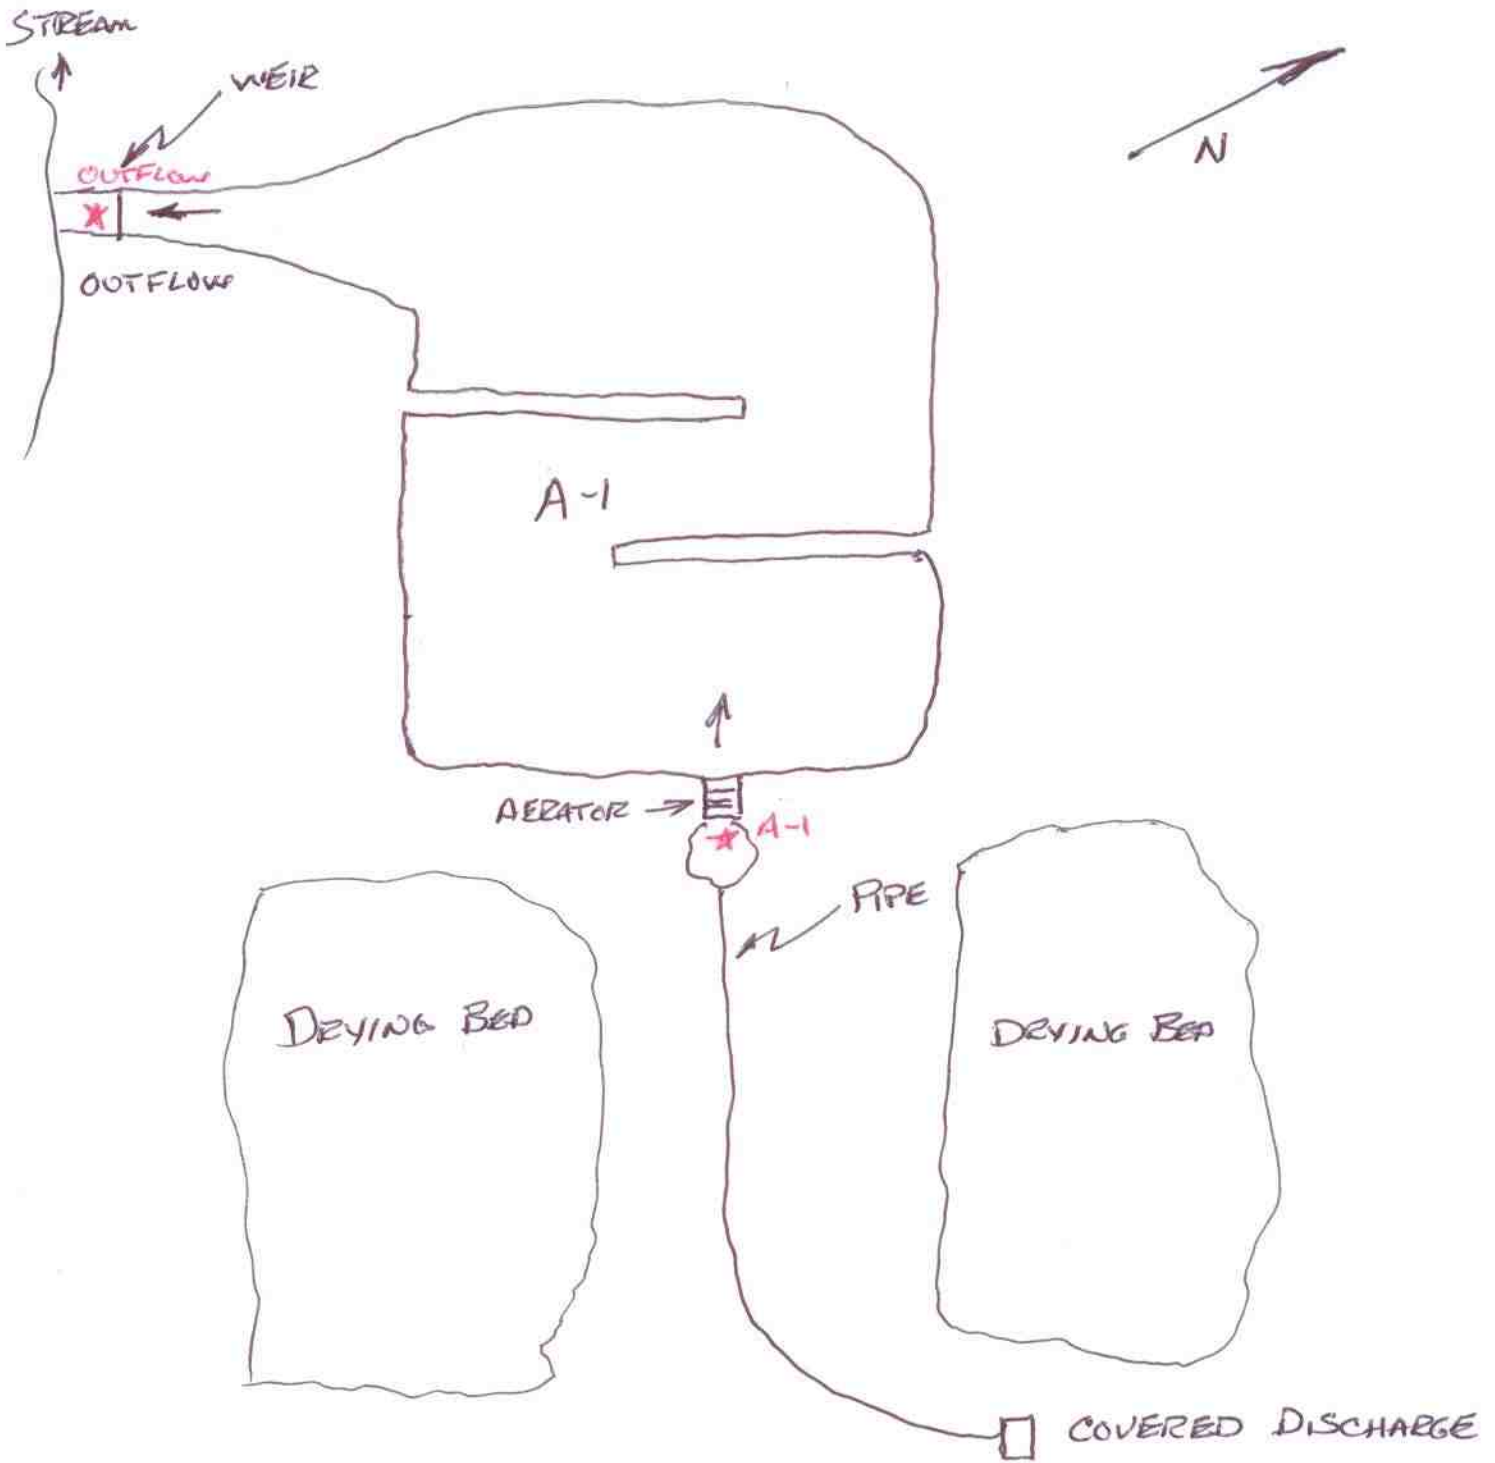 STREAM
WEIR
N
OUTFLOW
OUTFLOW
A-1
AERATOR
A-1
PIPE
DRYING BED
DRYING BED
COVERED DISCHARGE